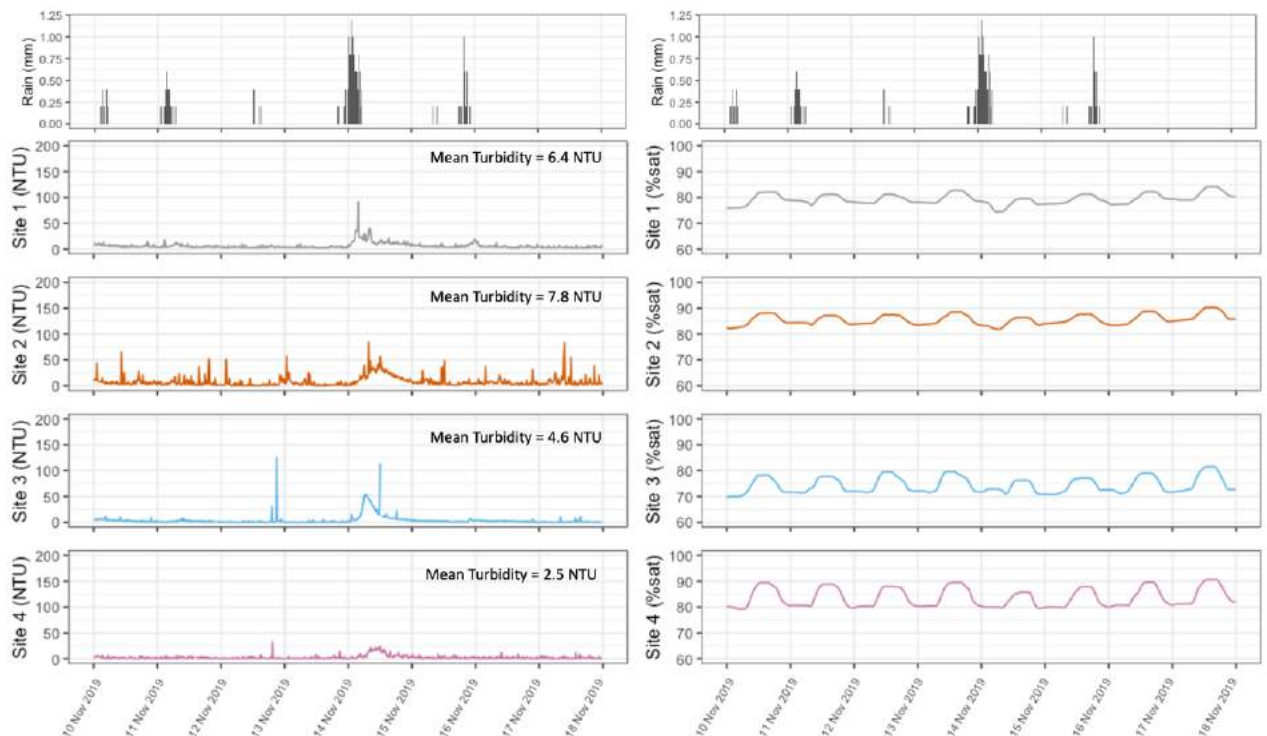 Rain (mm)
1.25
1.00
0.75
0.50
0.25
0.00
Site 1 (NTU)
200
150
100
50
0
Mean Turbidity = 6.4 NTU
Site 2 (NTU)
200
150
100
50
0
Mean Turbidity = 7.8 NTU
Site 3 (NTU)
200
150
100
50
0
Mean Turbidity = 4.6 NTU
Site 4 (NTU)
200
150
100
50
0
Mean Turbidity = 2.5 NTU
10 Nov 2019
11 Nov 2019
12 Nov 2019
13 Nov 2019
14 Nov 2019
15 Nov 2019
16 Nov 2019
17 Nov 2019
18 Nov 2019
Rain (mm)
1.25
1.00
0.75
0.50
0.25
0.00
Site 1 (%sat)
100
90
80
70
60
Site 2 (%sat)
100
90
80
70
60
Site 3 (%sat)
100
90
80
70
60
Site 4 (%sat)
100
90
80
70
60
10 Nov 2019
11 Nov 2019
12 Nov 2019
13 Nov 2019
14 Nov 2019
15 Nov 2019
16 Nov 2019
17 Nov 2019
18 Nov 2019